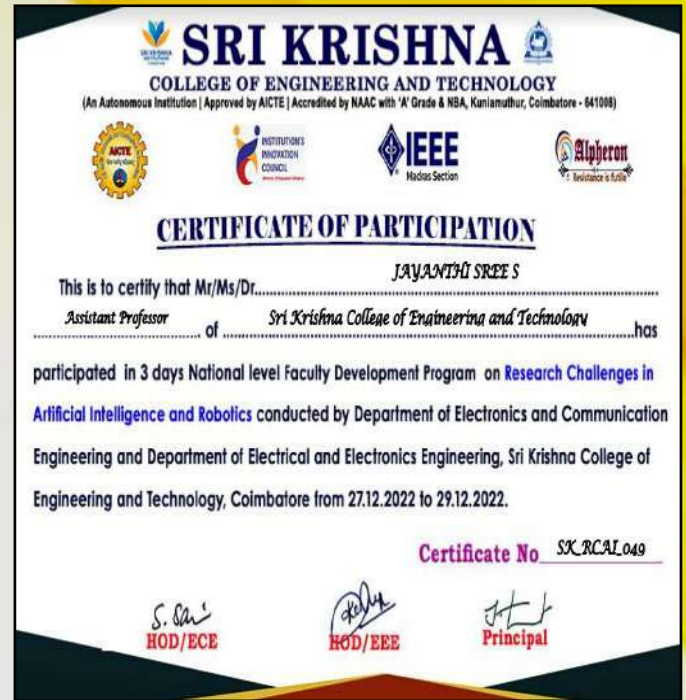 SRI KRISHNA
COLLEGE OF ENGINEERING AND TECHNOLOGY
(An Autonomous Institution | Approved by AICTE | Accredited by NAAC with 'A' Grade & NBA, Kuniamuthur, Coimbatore - 641008)
AICTE
INSTITUTION'S
INNOVATION
COUNCIL
IEEE
Madras Section
Alpheron
Resistance is futile
CERTIFICATE OF PARTICIPATION
This is to certify that Mr/Ms/Dr. JAYANTHI SREE S
Assistant Professor of Sri Krishna College of Engineering and Technology has
participated in 3 days National level Faculty Development Program on Research Challenges in
Artificial Intelligence and Robotics conducted by Department of Electronics and Communication
Engineering and Department of Electrical and Electronics Engineering, Sri Krishna College of
Engineering and Technology, Coimbatore from 27.12.2022 to 29.12.2022.
Certificate No SK_RCAI_049
HOD/ECE HOD/EEE Principal